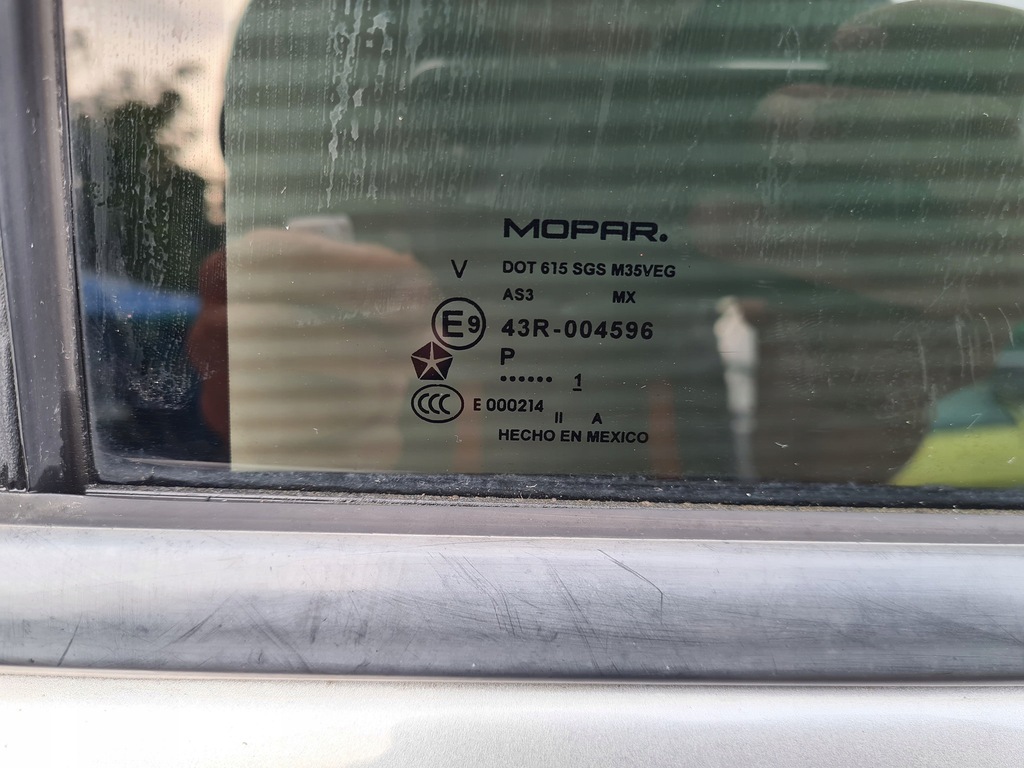 MOPAR.
V DOT 615 SGS M35VEG
AS3 MX
E9 43R-004596
P
•••••• 1
CCC E 000214
II A
HECHO EN MEXICO